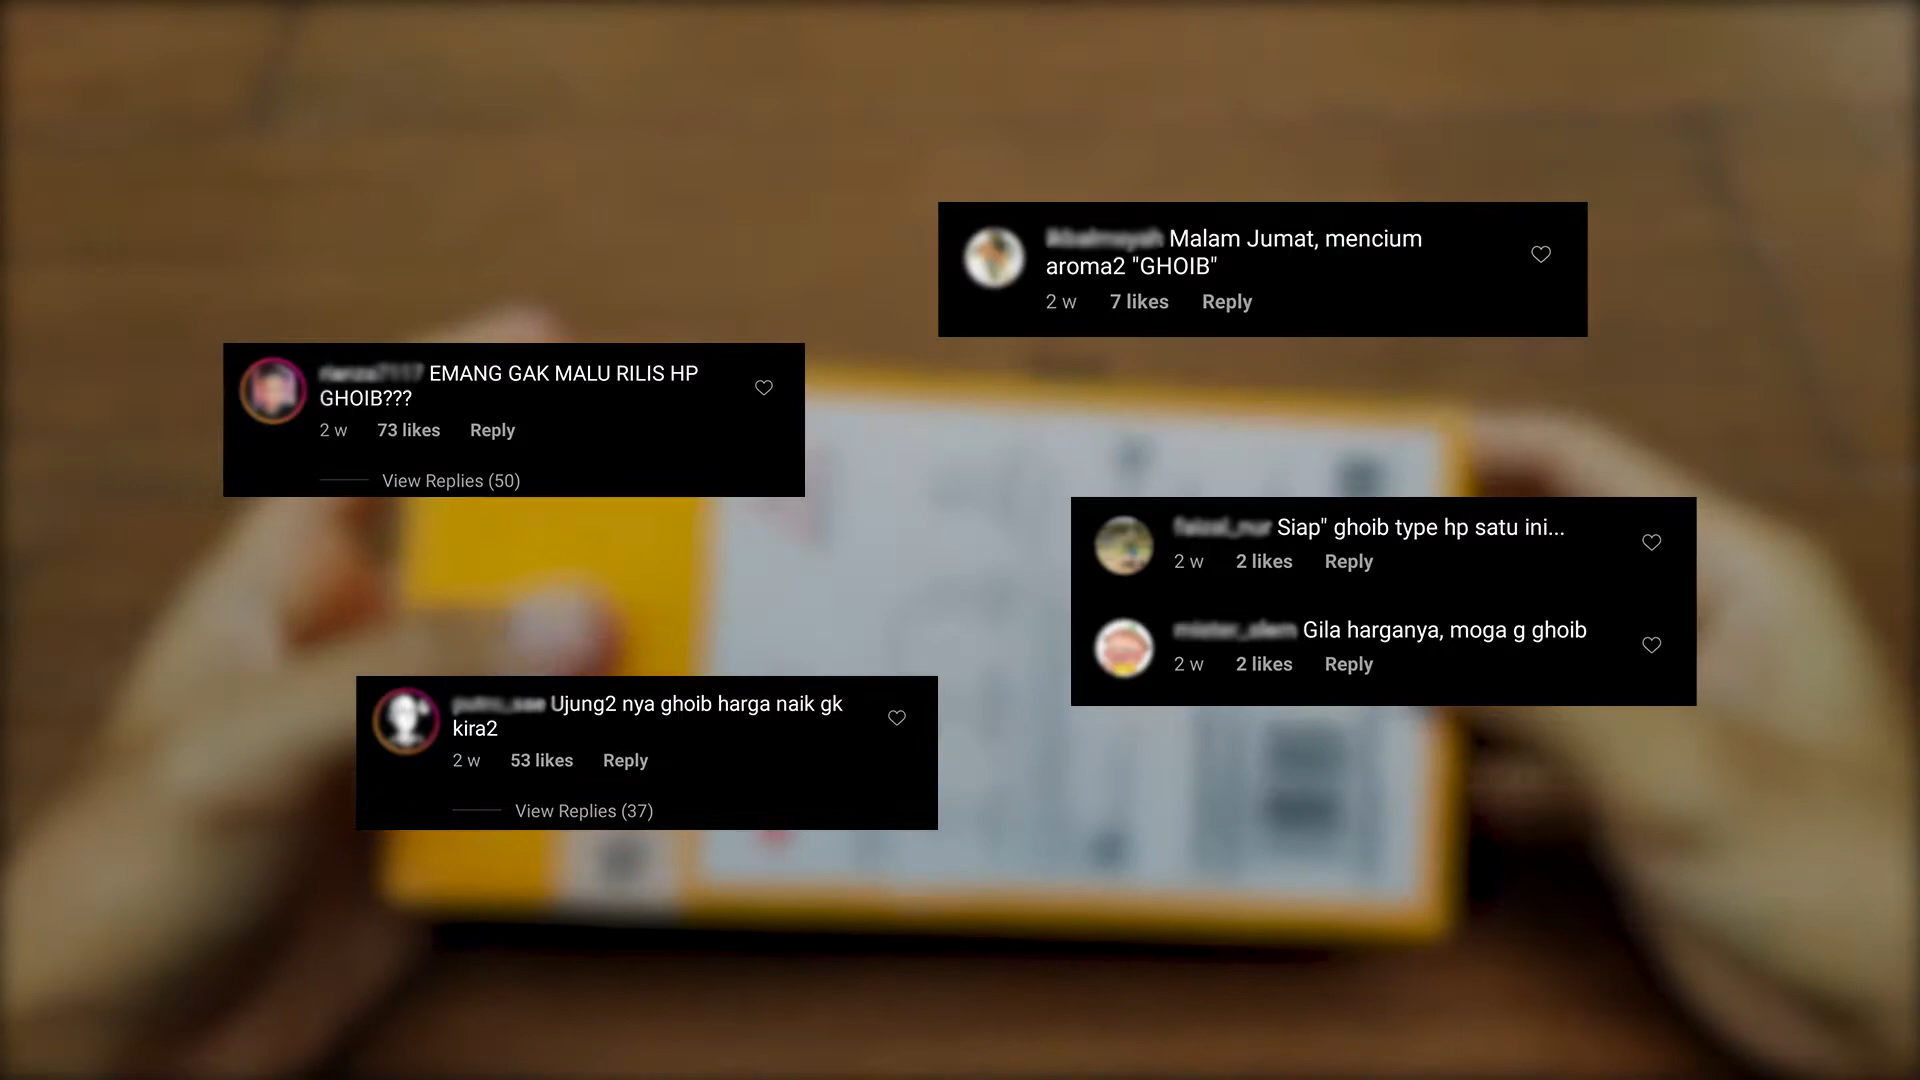 Malam Jumat, mencium
aroma2 "GHOIB"
2 w 7 likes Reply
EMANG GAK MALU RILIS HP
GHOIB???
2 w 73 likes Reply
View Replies (50)
Siap" ghoib type hp satu ini...
2 w 2 likes Reply
Gila harganya, moga g ghoib
2 w 2 likes Reply
Ujung2 nya ghoib harga naik gk
kira2
2 w 53 likes Reply
View Replies (37)